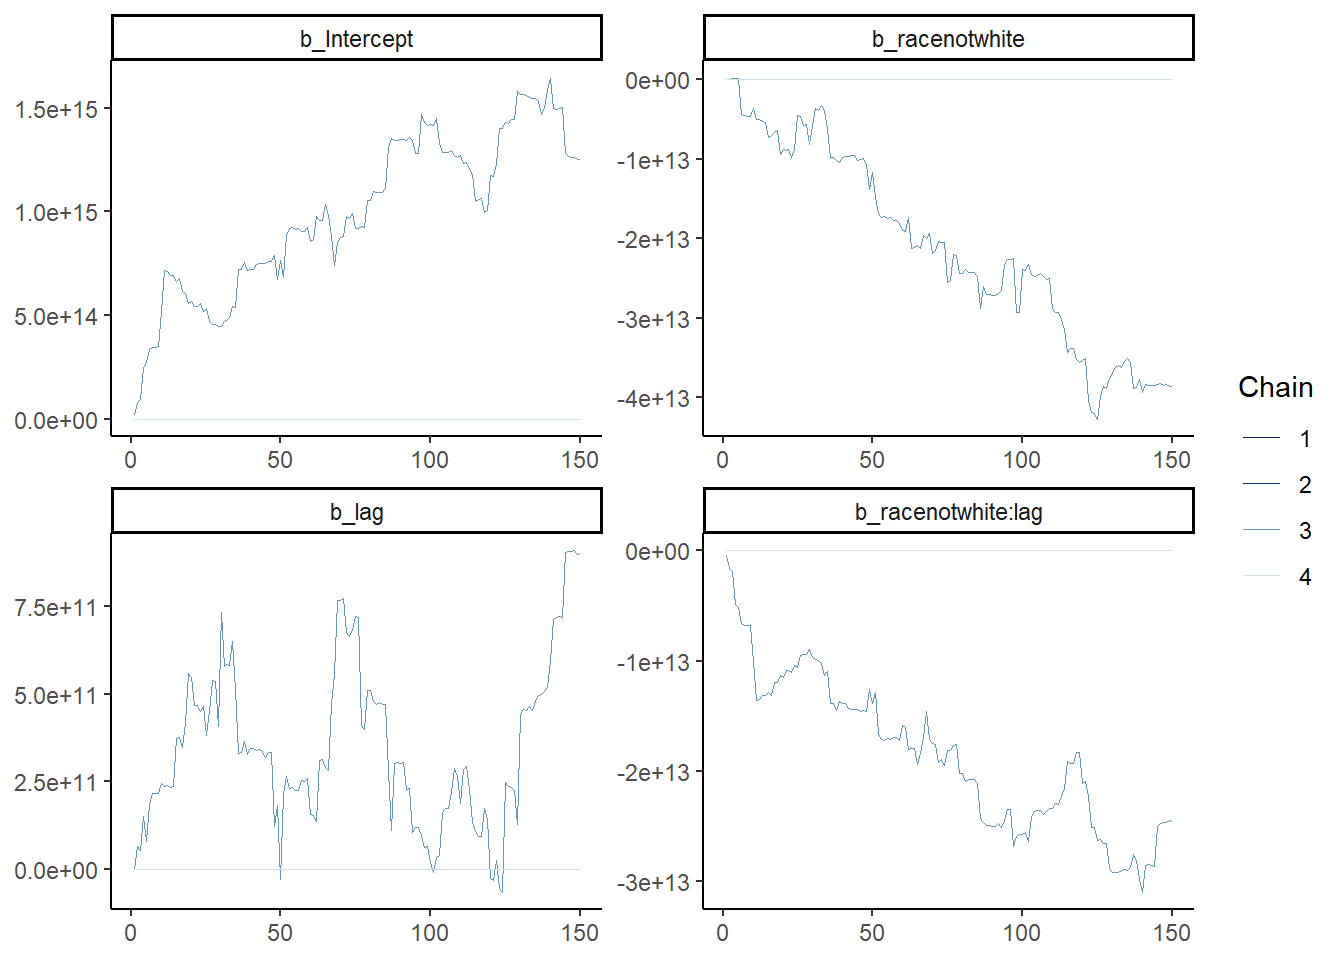 b_Intercept
1.5e+15
1.0e+15
5.0e+14
0.0e+00
0 50 100 150
b_racenotwhite
0e+00
-1e+13
-2e+13
-3e+13
-4e+13
0 50 100 150
b_lag
7.5e+11
5.0e+11
2.5e+11
0.0e+00
0 50 100 150
b_racenotwhite:lag
0e+00
-1e+13
-2e+13
-3e+13
0 50 100 150
Chain
1
2
3
4